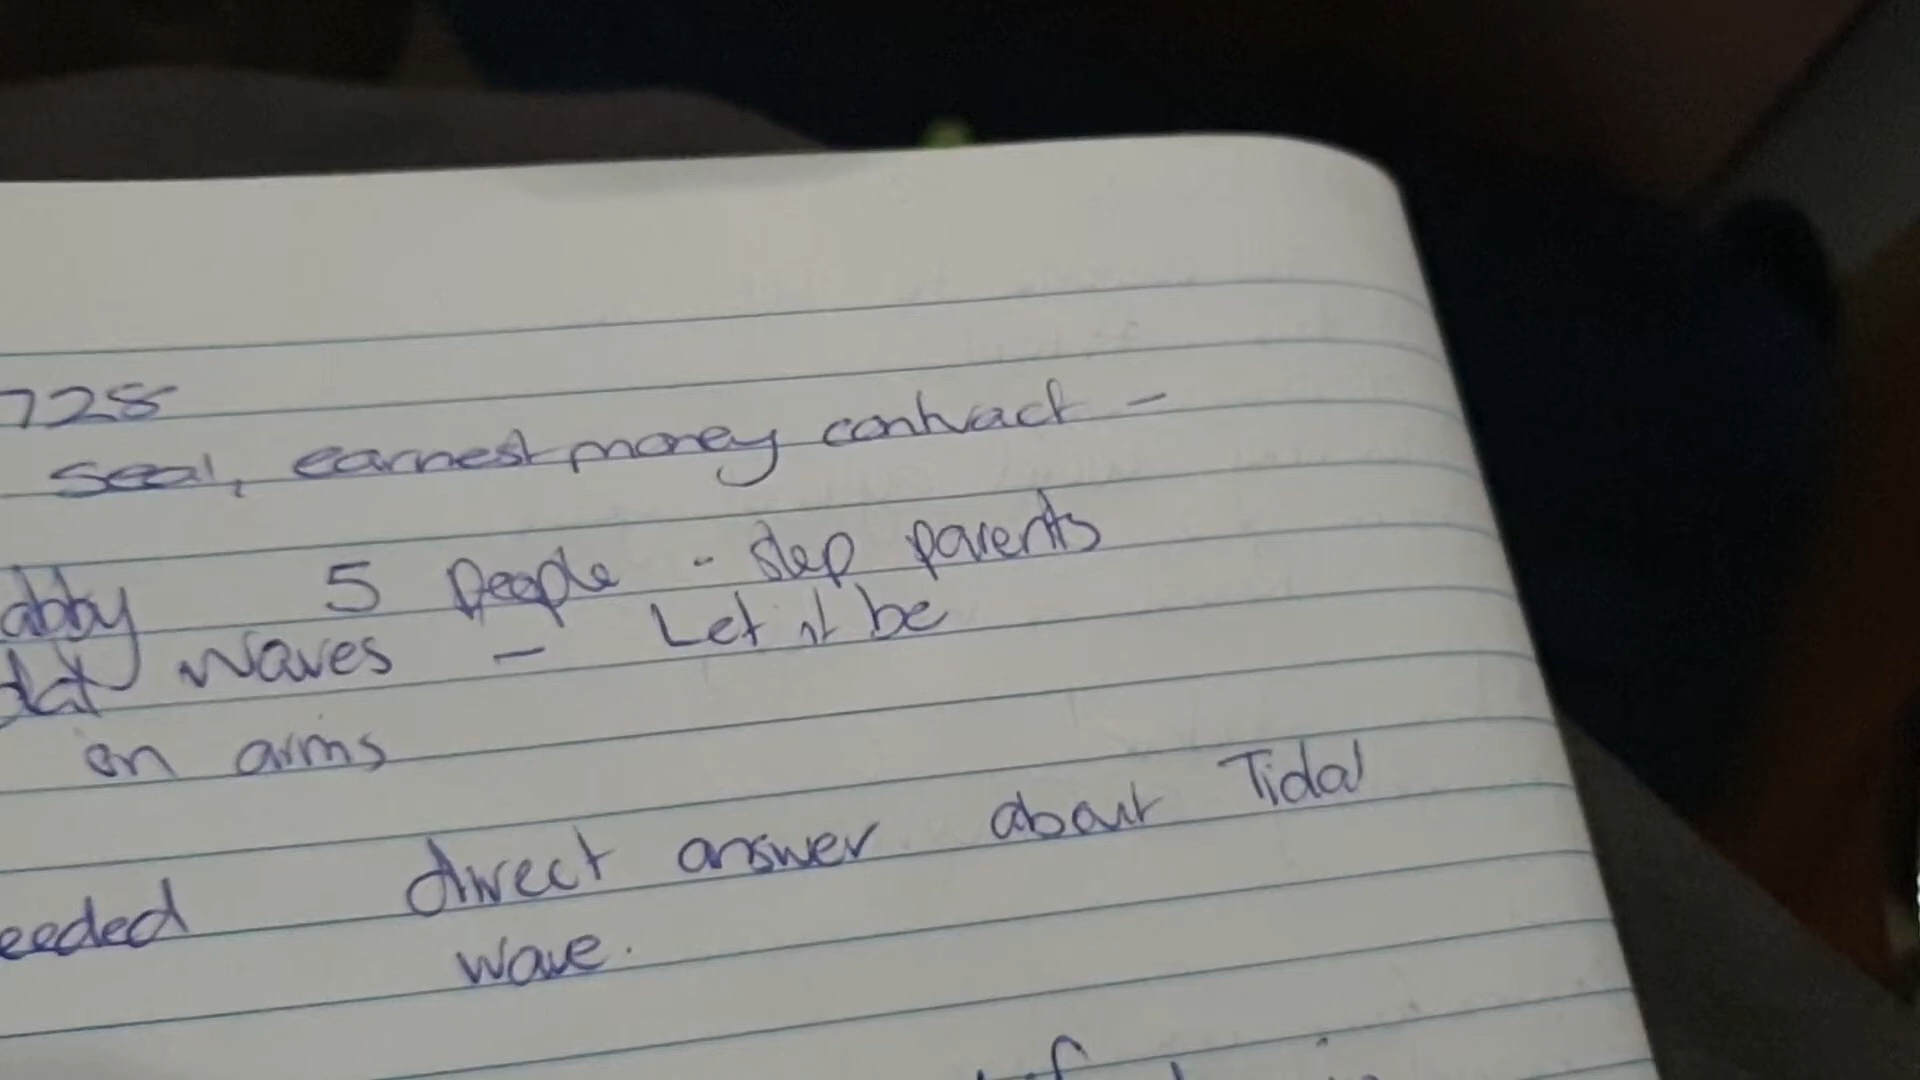 728
seal, earnest money contract -
abby 5 People - step parents
waves - Let it be
on arms
direct answer about Tidal
eeded
wave.